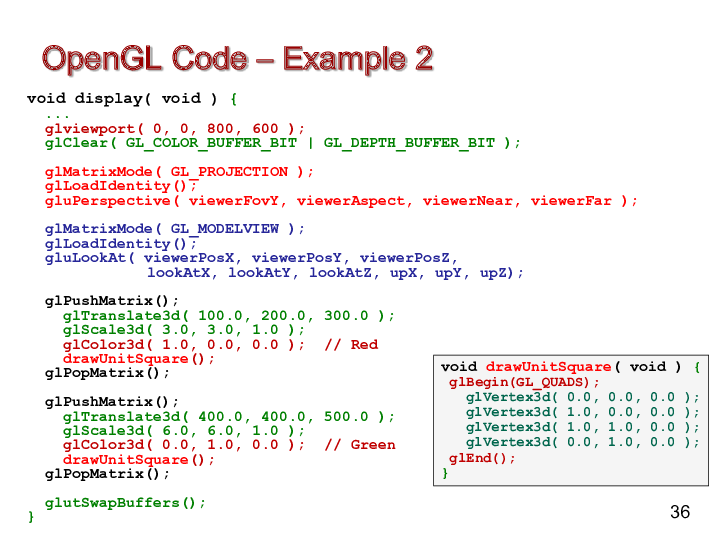 OpenGL Code – Example 2
void display( void ) {
...
glviewport( 0, 0, 800, 600 );
glClear( GL_COLOR_BUFFER_BIT | GL_DEPTH_BUFFER_BIT );
glMatrixMode( GL_PROJECTION );
glLoadIdentity();
gluPerspective( viewerFovY, viewerAspect, viewerNear, viewerFar );
glMatrixMode( GL_MODELVIEW );
glLoadIdentity();
gluLookAt( viewerPosX, viewerPosY, viewerPosZ,
lookAtX, lookAtY, lookAtZ, upX, upY, upZ);
glPushMatrix();
glTranslate3d( 100.0, 200.0, 300.0 );
glScale3d( 3.0, 3.0, 1.0 );
glColor3d( 1.0, 0.0, 0.0 ); // Red
drawUnitSquare();
glPopMatrix();
glPushMatrix();
glTranslate3d( 400.0, 400.0, 500.0 );
glScale3d( 6.0, 6.0, 1.0 );
glColor3d( 0.0, 1.0, 0.0 ); // Green
drawUnitSquare();
glPopMatrix();
glutSwapBuffers();
}
void drawUnitSquare( void ) {
glBegin(GL_QUADS);
glVertex3d( 0.0, 0.0, 0.0 );
glVertex3d( 1.0, 0.0, 0.0 );
glVertex3d( 1.0, 1.0, 0.0 );
glVertex3d( 0.0, 1.0, 0.0 );
glEnd();
}
36